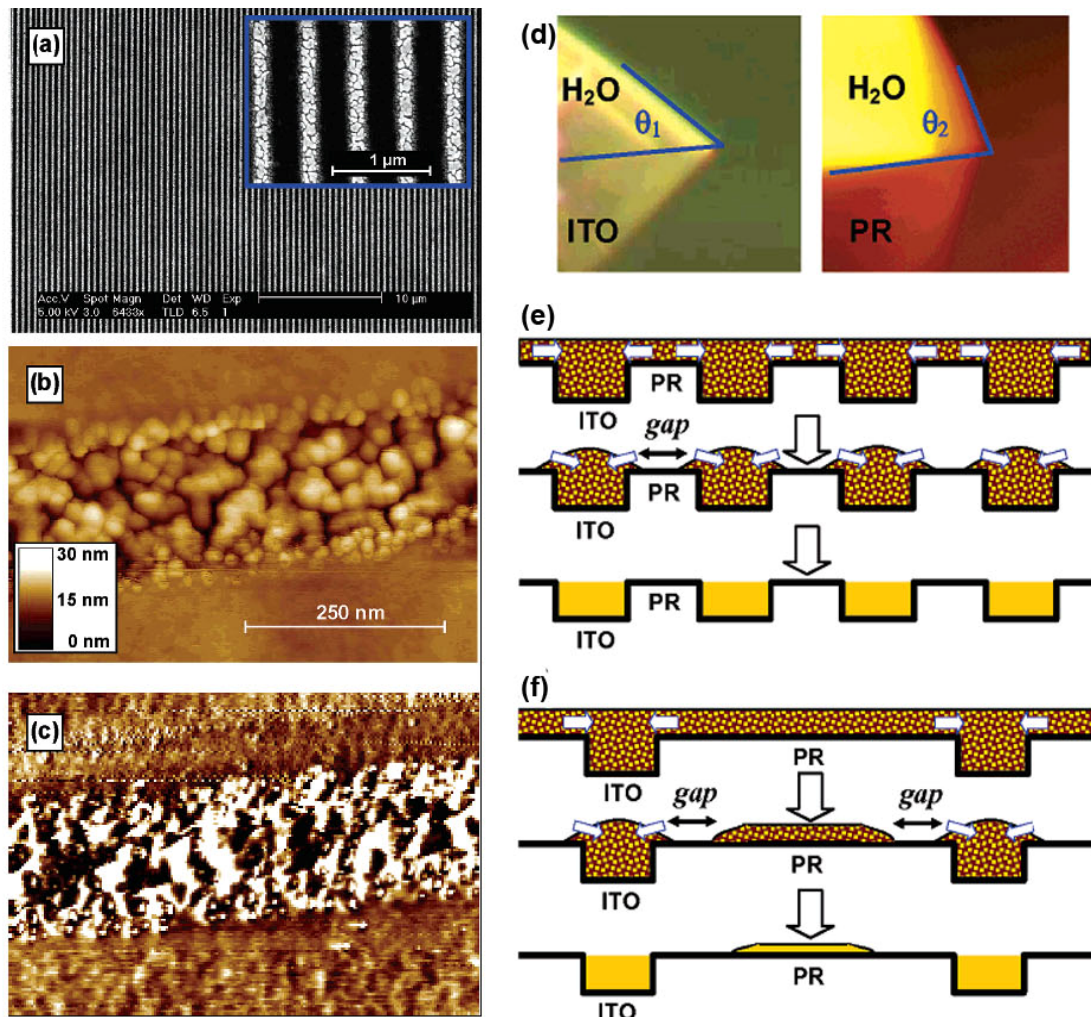 (a)
1 µm
Acc.V Spot Magn Det WD Exp
5.00 kV 3.0 6433x TLD 6.5 1
10 µm
(b)
30 nm
15 nm
0 nm
250 nm
(c)
(d)
H₂O
θ₁
ITO
H₂O
θ₂
PR
(e)
PR
ITO
gap
PR
ITO
PR
ITO
(f)
PR
ITO
gap
gap
PR
ITO
PR
ITO